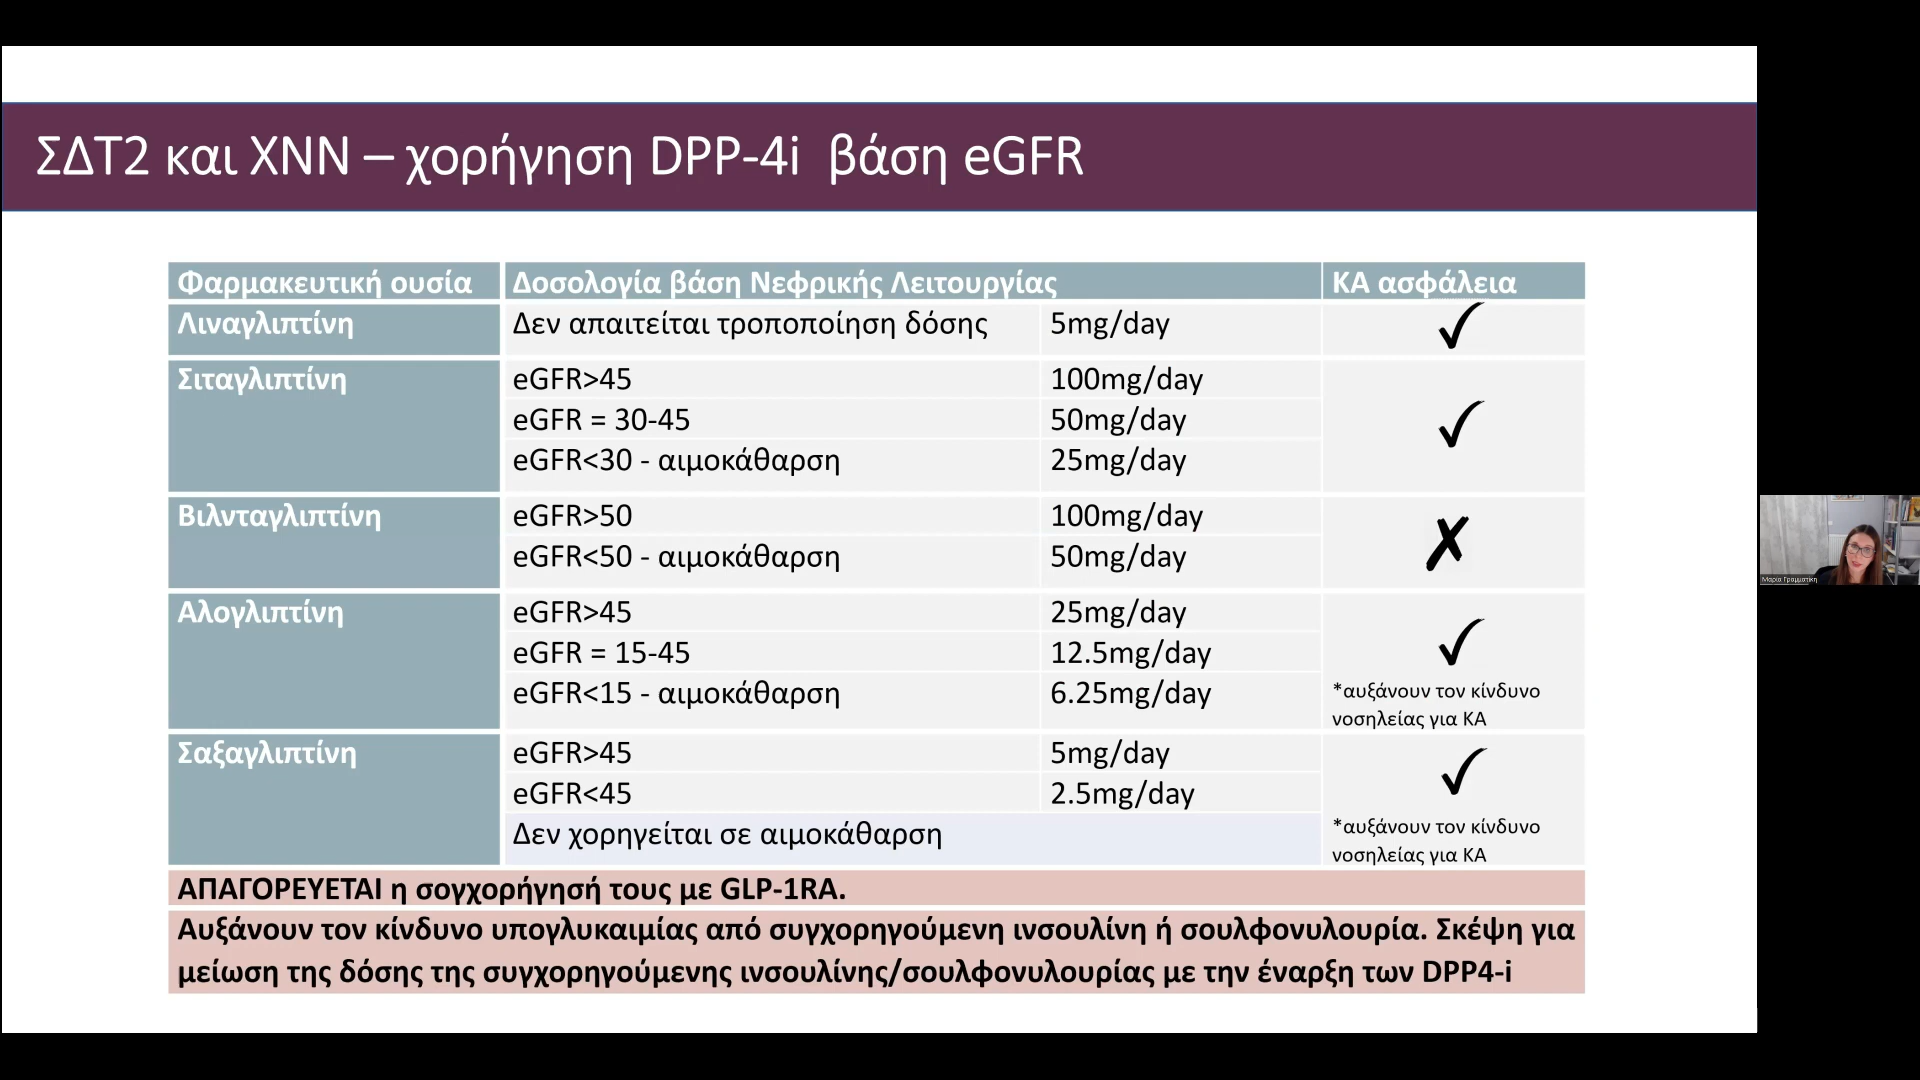 ΣΔΤ2 και ΧΝΝ – χορήγηση DPP-4i βάση eGFR
Φαρμακευτική ουσία Δοσολογία βάση Νεφρικής Λειτουργίας ΚΑ ασφάλεια
Λιναγλιπτίνη Δεν απαιτείται τροποποίηση δόσης 5mg/day ✓
Σιταγλιπτίνη eGFR>45 100mg/day
eGFR = 30-45 50mg/day ✓
eGFR<30 - αιμοκάθαρση 25mg/day
Βιλνταγλιπτίνη eGFR>50 100mg/day ✗
eGFR<50 - αιμοκάθαρση 50mg/day
Αλογλιπτίνη eGFR>45 25mg/day ✓
eGFR = 15-45 12.5mg/day
eGFR<15 - αιμοκάθαρση 6.25mg/day
*αυξάνουν τον κίνδυνο
νοσηλείας για ΚΑ
Σαξαγλιπτίνη eGFR>45 5mg/day ✓
eGFR<45 2.5mg/day
Δεν χορηγείται σε αιμοκάθαρση
*αυξάνουν τον κίνδυνο
νοσηλείας για ΚΑ
ΑΠΑΓΟΡΕΥΕΤΑΙ η σογχορήγησή τους με GLP-1RA.
Αυξάνουν τον κίνδυνο υπογλυκαιμίας από συγχορηγούμενη ινσουλίνη ή σουλφονυλουρία. Σκέψη για
μείωση της δόσης της συγχορηγούμενης ινσουλίνης/σουλφονυλουρίας με την έναρξη των DPP4-i
Μαρία Γραμματίκη